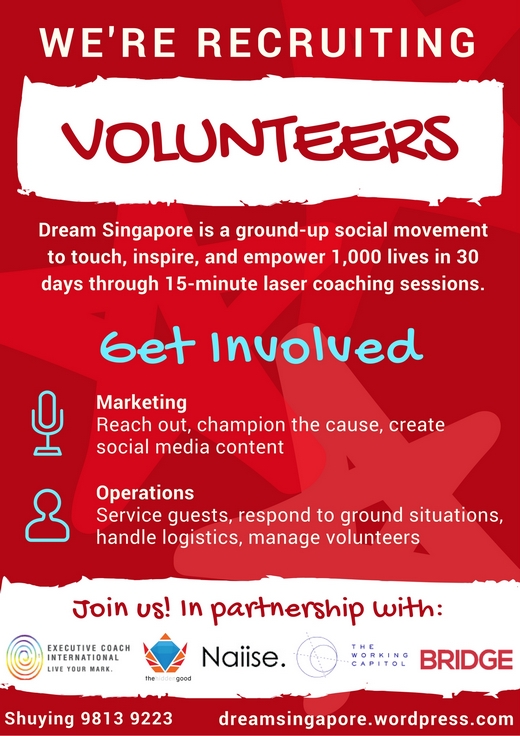 WE'RE RECRUITING
VOLUNTEERS
Dream Singapore is a ground-up social movement
to touch, inspire, and empower 1,000 lives in 30
days through 15-minute laser coaching sessions.
Get Involved
Marketing
Reach out, champion the cause, create
social media content
Operations
Service guests, respond to ground situations,
handle logistics, manage volunteers
Join us! In partnership with:
EXECUTIVE COACH
INTERNATIONAL
LIVE YOUR MARK.
thehiddengood
Naiise.
THE
WORKING
CAPITOL
BRIDGE
Shuying 9813 9223 dreamsingapore.wordpress.com